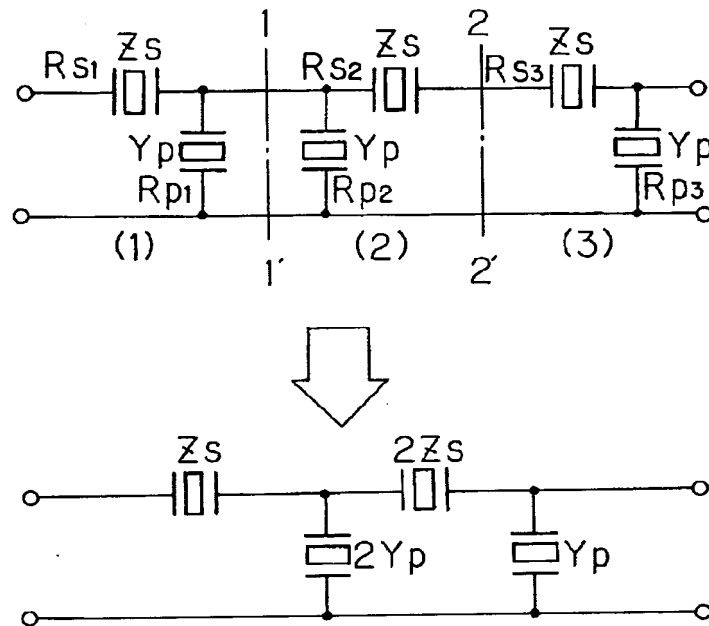 1 2
Rs1 Zs Rs2 Zs Rs3 Zs
Yp Yp Yp
Rp1 Rp2 Rp3
(1) (2) (3)
1' 2'
Zs 2Zs
2Yp Yp